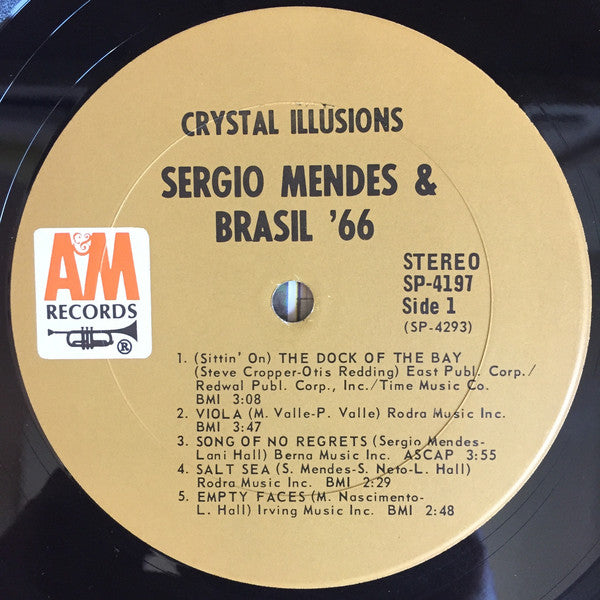 CRYSTAL ILLUSIONS
SERGIO MENDES &
BRASIL '66
A&M
RECORDS
®
STEREO
SP-4197
Side 1
(SP-4293)
1. (Sittin' On) THE DOCK OF THE BAY
(Steve Cropper-Otis Redding) East Publ. Corp./
Redwal Publ. Corp., Inc./Time Music Co.
BMI 3:08
2. VIOLA (M. Valle-P. Valle) Rodra Music Inc.
BMI 3:47
3. SONG OF NO REGRETS (Sergio Mendes-
Lani Hall) Berna Music Inc. ASCAP 3:55
4. SALT SEA (S. Mendes-S. Neto-L. Hall)
Rodra Music Inc. BMI 2:29
5. EMPTY FACES (M. Nascimento-
L. Hall) Irving Music Inc. BMI 2:48